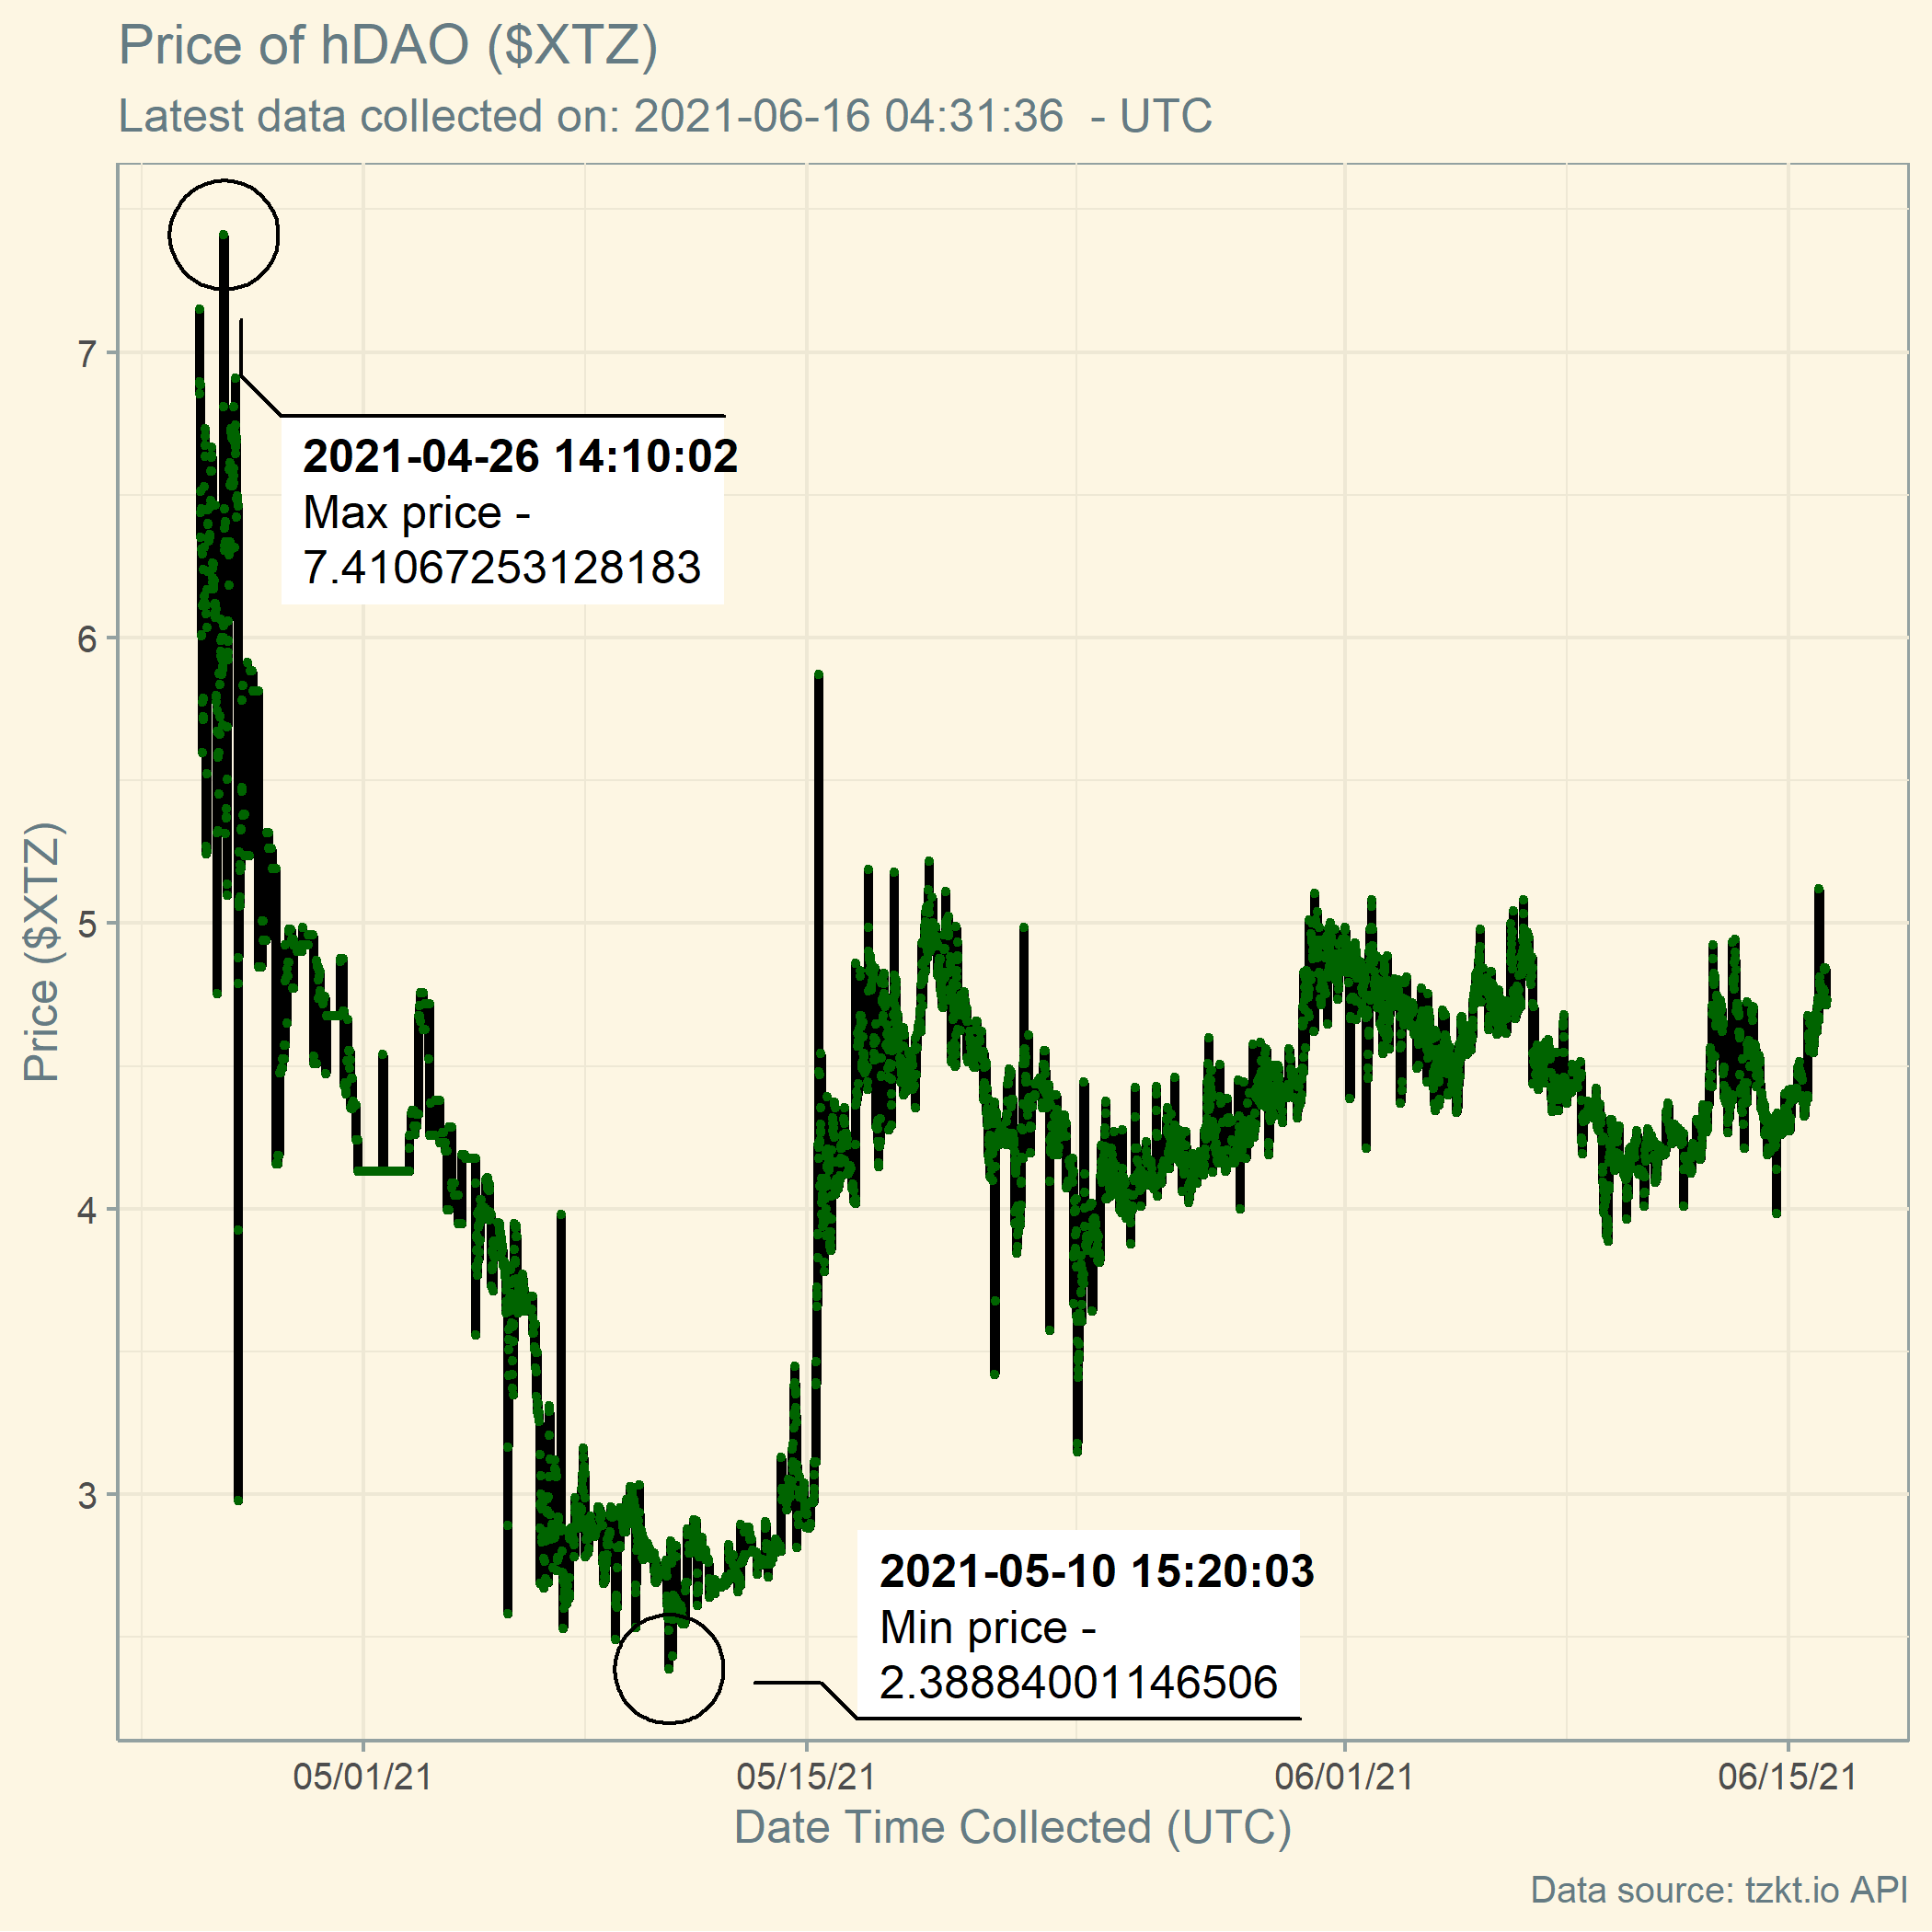 Price of hDAO ($XTZ)
Latest data collected on: 2021-06-16 04:31:36  - UTC
7
2021-04-26 14:10:02
Max price -
7.41067253128183
6
5
4
3
Price ($XTZ)
2021-05-10 15:20:03
Min price -
2.38884001146506
05/01/21
05/15/21
06/01/21
06/15/21
Date Time Collected (UTC)
Data source: tzkt.io API